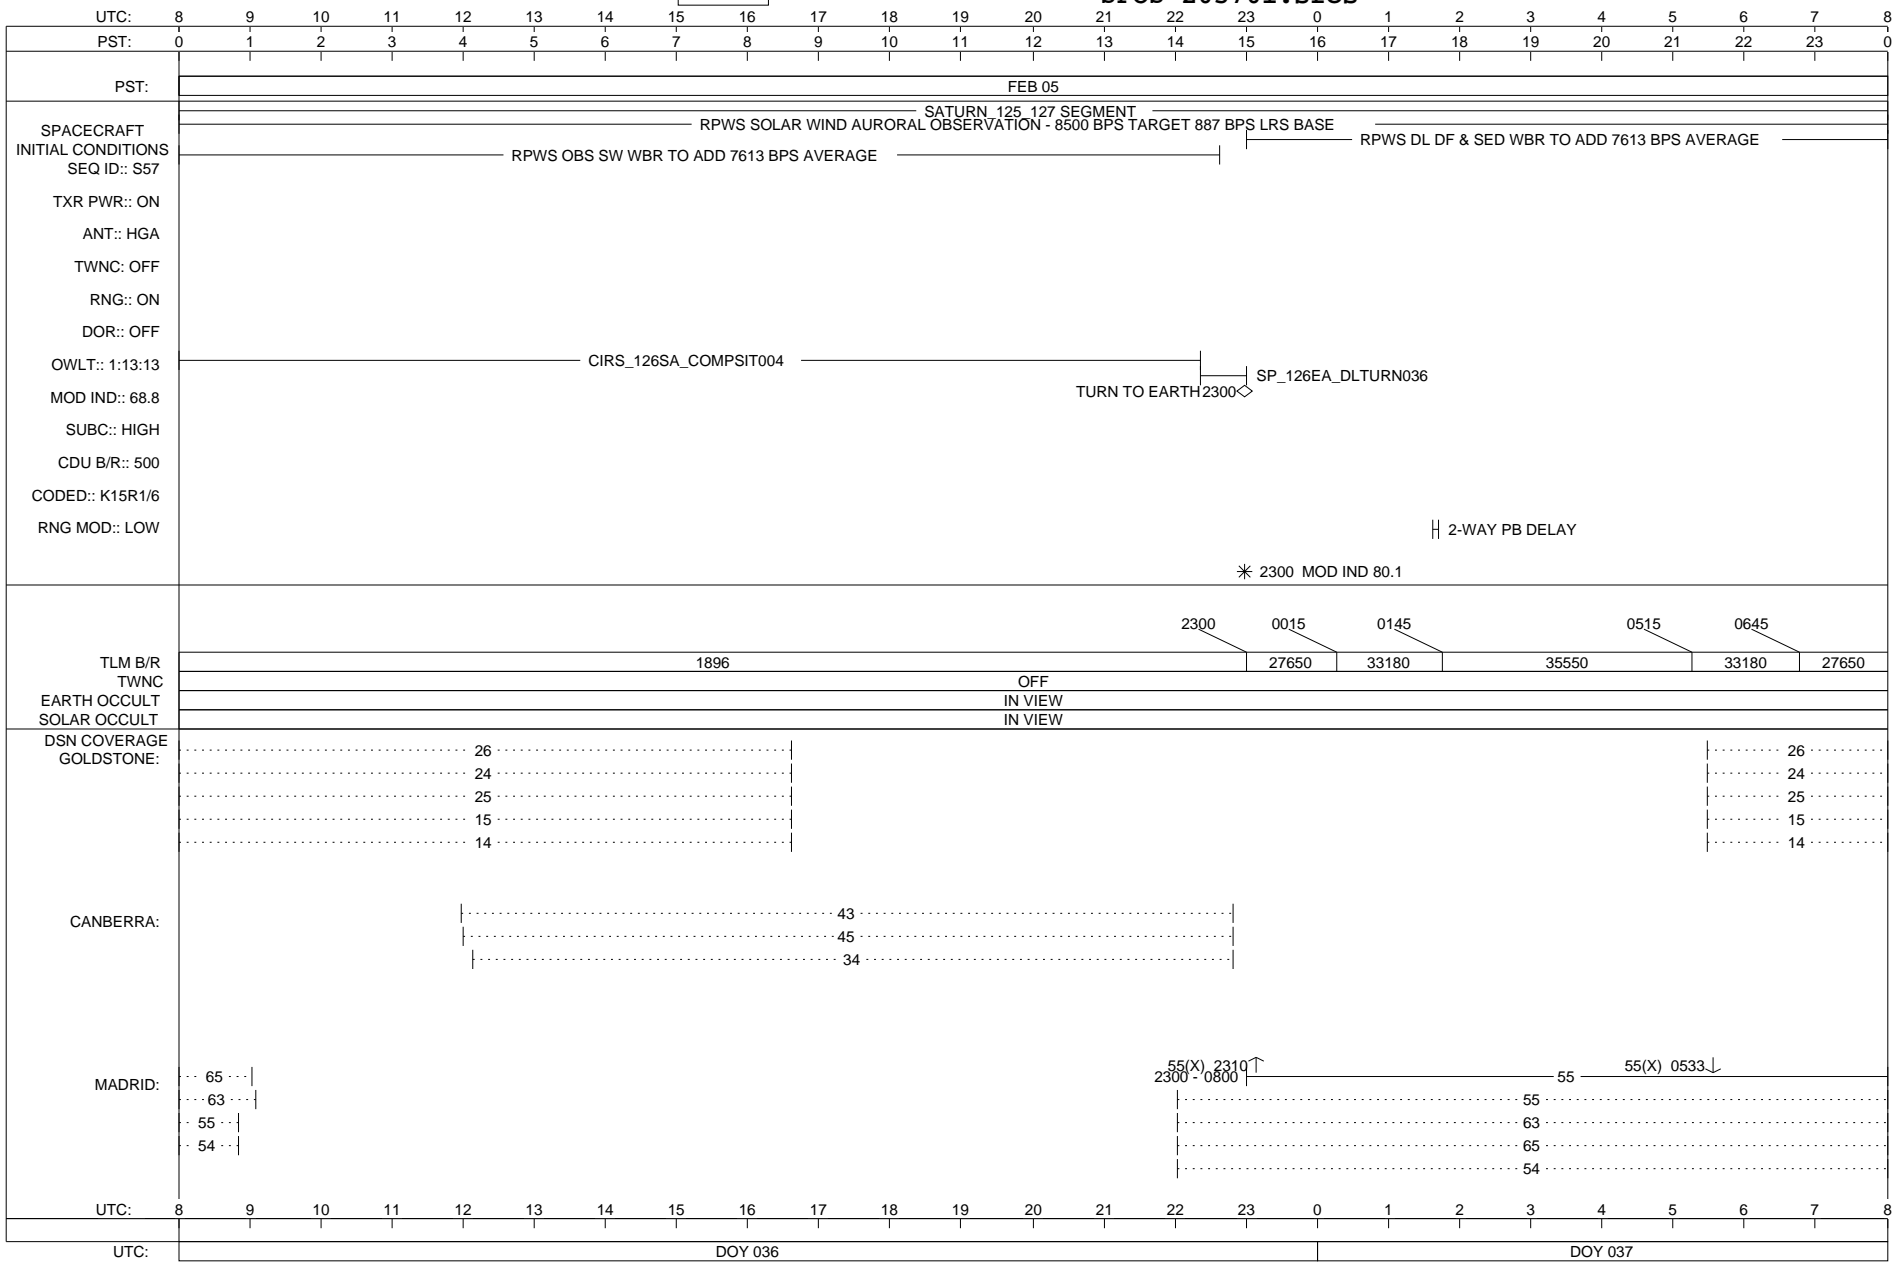 UTC: 8 9 10 11 12 13 14 15 16 17 18 19 20 21 22 23 0 1 2 3 4 5 6 7 8
PST: 0 1 2 3 4 5 6 7 8 9 10 11 12 13 14 15 16 17 18 19 20 21 22 23 0
PST: FEB 05
SATURN_125_127 SEGMENT
SPACECRAFT RPWS SOLAR WIND AURORAL OBSERVATION - 8500 BPS TARGET 887 BPS LRS BASE
INITIAL CONDITIONS RPWS DL DF & SED WBR TO ADD 7613 BPS AVERAGE
RPWS OBS SW WBR TO ADD 7613 BPS AVERAGE
SEQ ID:: S57
TXR PWR:: ON
ANT:: HGA
TWNC: OFF
RNG:: ON
DOR:: OFF
OWLT:: 1:13:13 CIRS_126SA_COMPSIT004
SP_126EA_DLTURN036
MOD IND:: 68.8 TURN TO EARTH 2300
SUBC:: HIGH
CDU B/R:: 500
CODED:: K15R1/6
RNG MOD:: LOW 2-WAY PB DELAY
2300 MOD IND 80.1
2300 0015 0145 0515 0645
TLM B/R 1896 27650 33180 35550 33180 27650
TWNC OFF
EARTH OCCULT IN VIEW
SOLAR OCCULT IN VIEW
DSN COVERAGE
GOLDSTONE: 26 26
24 24
25 25
15 15
14 14
CANBERRA: 43
45
34
55(X) 2310 55(X) 0533
MADRID: 65 2300 - 0800 55
63 55
55 63
54 65
54
UTC: 8 9 10 11 12 13 14 15 16 17 18 19 20 21 22 23 0 1 2 3 4 5 6 7 8
UTC: DOY 036 DOY 037